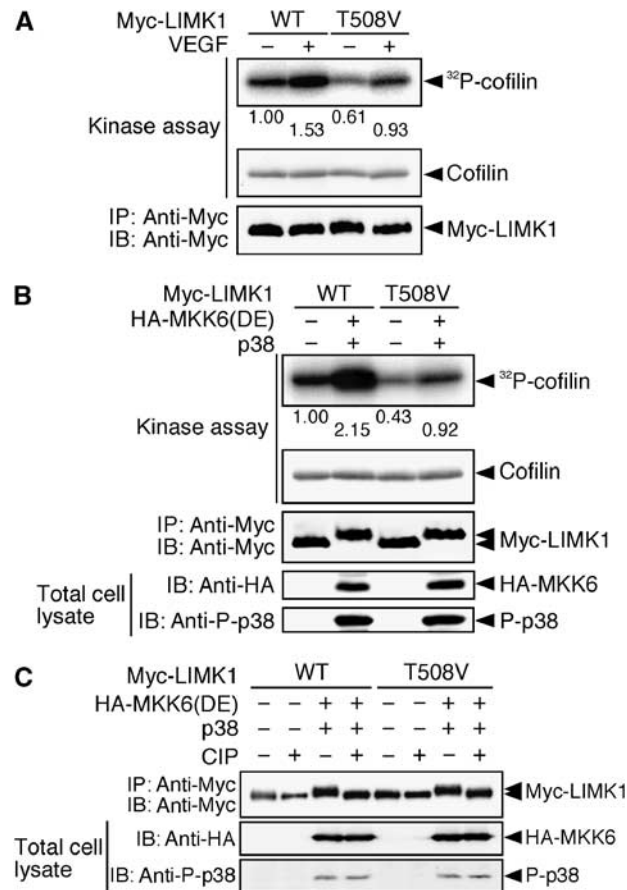 A
Myc-LIMK1 WT T508V
VEGF – + – +
◄ ³²P-cofilin
Kinase assay
1.00 1.53 0.61 0.93
◄ Cofilin
IP: Anti-Myc
IB: Anti-Myc
◄ Myc-LIMK1
B
Myc-LIMK1 WT T508V
HA-MKK6(DE) – + – +
p38 – + – +
◄ ³²P-cofilin
Kinase assay
1.00 2.15 0.43 0.92
◄ Cofilin
IP: Anti-Myc
IB: Anti-Myc
Myc-LIMK1
Total cell lysate
IB: Anti-HA ◄ HA-MKK6
IB: Anti-P-p38 ◄ P-p38
C
Myc-LIMK1 WT T508V
HA-MKK6(DE) – – + + – – + +
p38 – – + + – – + +
CIP – + – + – + – +
IP: Anti-Myc
IB: Anti-Myc
Myc-LIMK1
Total cell lysate
IB: Anti-HA ◄ HA-MKK6
IB: Anti-P-p38 ◄ P-p38